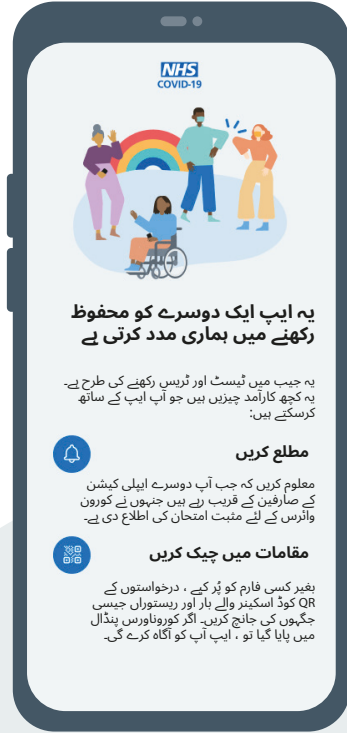 NHS
COVID-19
یہ ایپ ایک دوسرے کو محفوظ
رکھنے میں ہماری مدد کرتی ہے
یہ جیب میں ٹیسٹ اور ٹریس رکھنے کی طرح ہے۔
یہ کچھ کارآمد چیزیں ہیں جو آپ ایپ کے ساتھ
کرسکتے ہیں:
مطلع کریں
معلوم کریں کہ جب آپ دوسرے ایپلی کیشن
کے صارفین کے قریب رہے ہیں جنہوں نے کورون
وائرس کے لئے مثبت امتحان کی اطلاع دی ہے۔
مقامات میں چیک کریں
بغیر کسی فارم کو پُر کیے ، درخواستوں کے
QR کوڈ اسکینر والے بار اور ریستوراں جیسی
جگہوں کی جانچ کریں۔ اگر کوروناورس پنڈال
میں پایا گیا تو ، ایپ آپ کو آگاہ کرے گی۔